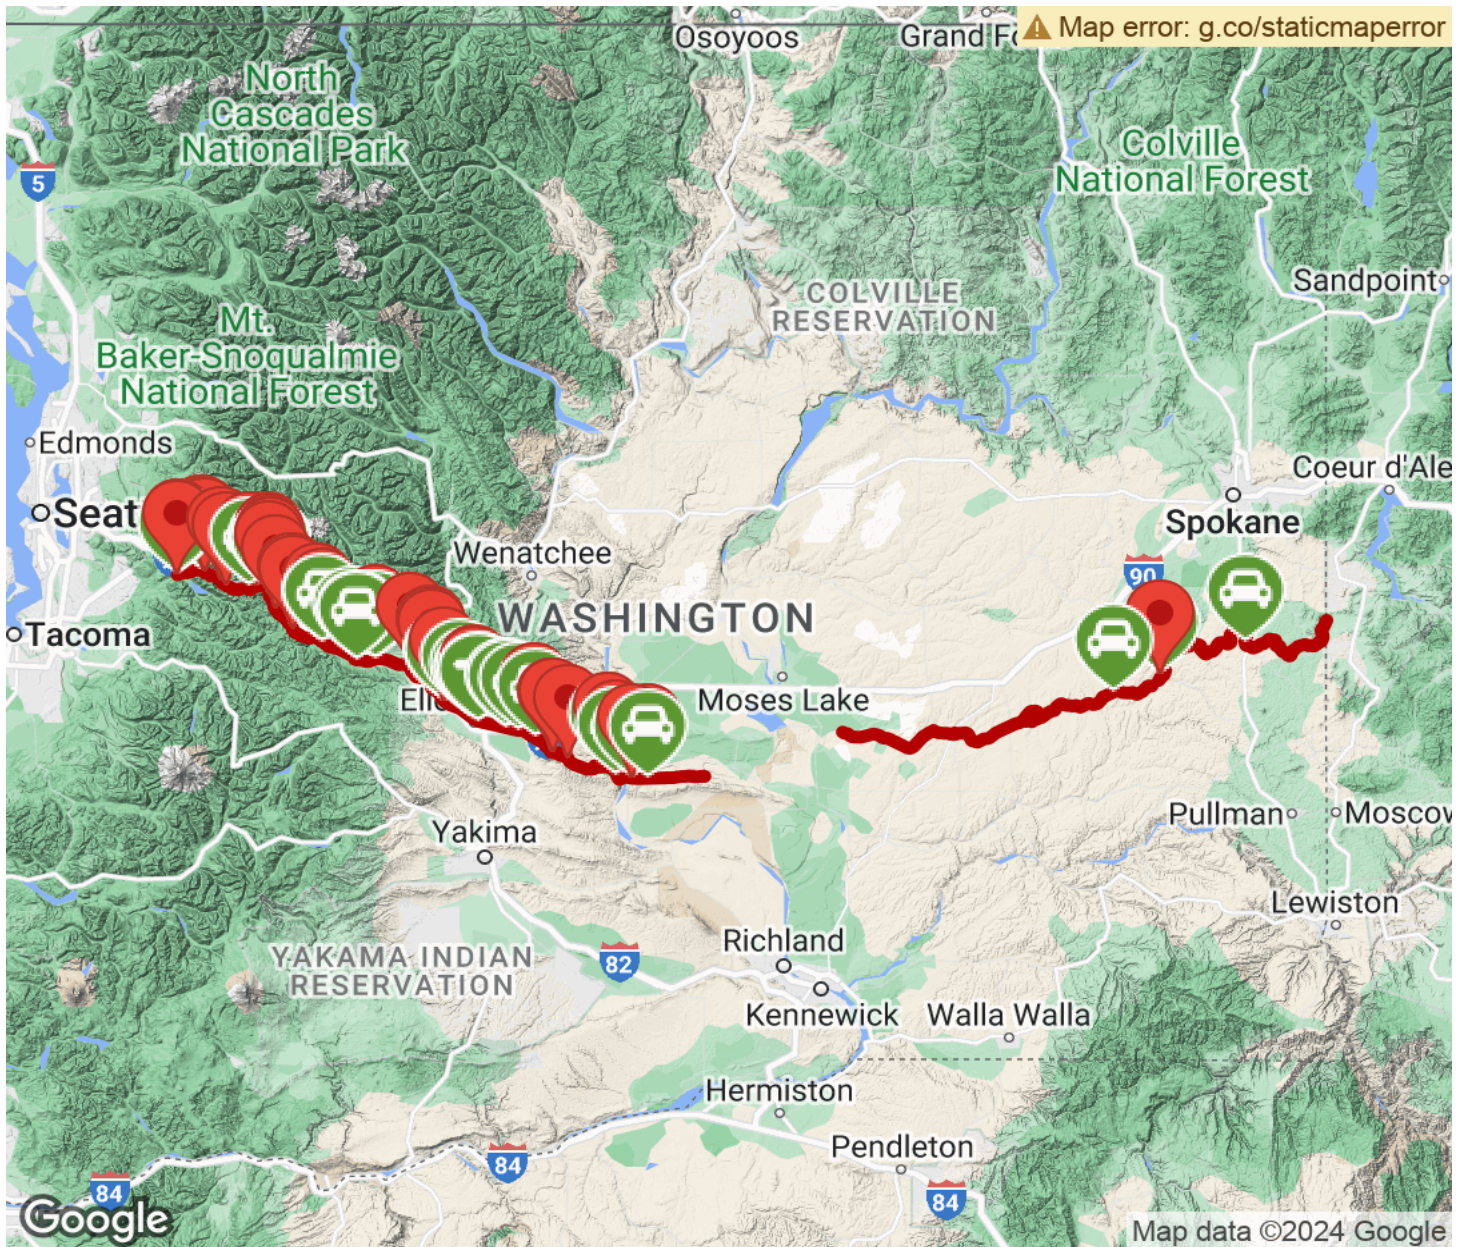 Osoyoos
Grand Fo
Map error: g.co/staticmaperror
North
Cascades
National Park
5
Colville
National Forest
Sandpoint
COLVILLE
RESERVATION
Mt.
Baker-Snoqualmie
National Forest
Edmonds
Coeur d'Ale
Seat
Spokane
Wenatchee
90
WASHINGTON
Tacoma
Elle
Moses Lake
Pullman
Moscow
Yakima
Lewiston
Richland
YAKAMA INDIAN
RESERVATION
82
Kennewick
Walla Walla
Hermiston
Pendleton
84
84
84
Google
Map data ©2024 Google